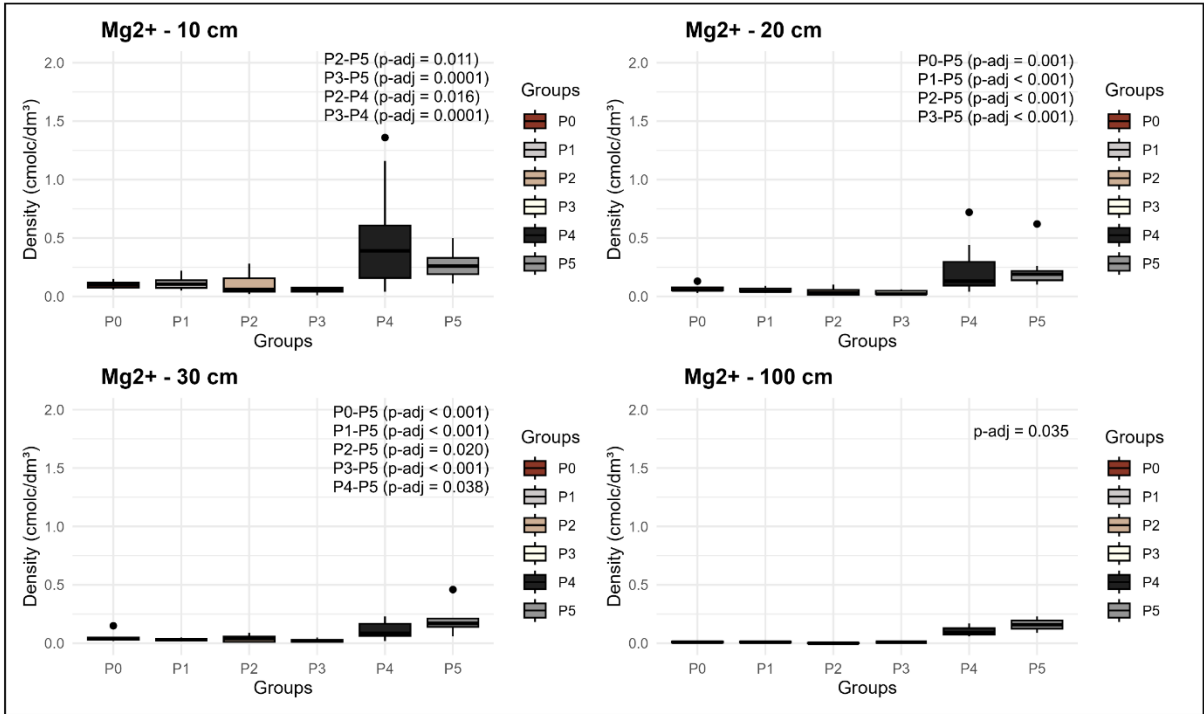 Mg2+ - 10 cm
P2-P5 (p-adj = 0.011)
P3-P5 (p-adj = 0.0001)
P2-P4 (p-adj = 0.016)
P3-P4 (p-adj = 0.0001)
Density (cmolc/dm³)
2.0
1.5
1.0
0.5
0.0
P0 P1 P2 P3 P4 P5
Groups
Groups
P0
P1
P2
P3
P4
P5
Mg2+ - 20 cm
P0-P5 (p-adj = 0.001)
P1-P5 (p-adj < 0.001)
P2-P5 (p-adj < 0.001)
P3-P5 (p-adj < 0.001)
Density (cmolc/dm³)
2.0
1.5
1.0
0.5
0.0
P0 P1 P2 P3 P4 P5
Groups
Groups
P0
P1
P2
P3
P4
P5
Mg2+ - 30 cm
P0-P5 (p-adj < 0.001)
P1-P5 (p-adj < 0.001)
P2-P5 (p-adj = 0.020)
P3-P5 (p-adj < 0.001)
P4-P5 (p-adj = 0.038)
Density (cmolc/dm³)
2.0
1.5
1.0
0.5
0.0
P0 P1 P2 P3 P4 P5
Groups
Groups
P0
P1
P2
P3
P4
P5
Mg2+ - 100 cm
p-adj = 0.035
Density (cmolc/dm³)
2.0
1.5
1.0
0.5
0.0
P0 P1 P2 P3 P4 P5
Groups
Groups
P0
P1
P2
P3
P4
P5